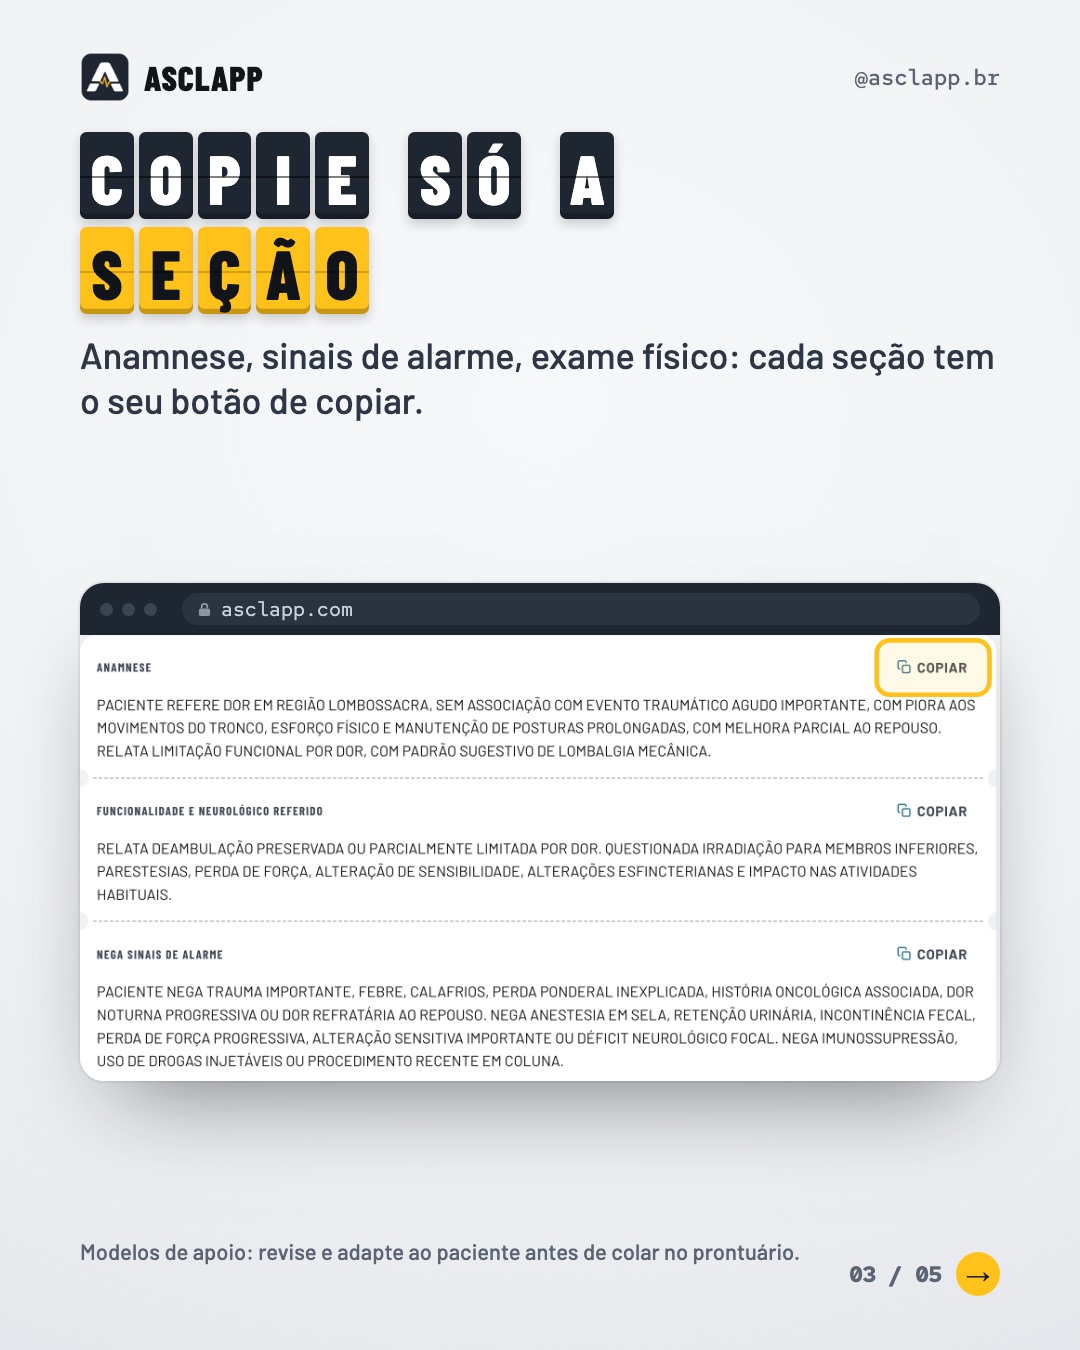 ASCLAPP
@asclapp.br
COPIE SÓ A
SEÇÃO
Anamnese, sinais de alarme, exame físico: cada seção tem
o seu botão de copiar.
asclapp.com
ANAMNESE
COPIAR
PACIENTE REFERE DOR EM REGIÃO LOMBOSSACRA, SEM ASSOCIAÇÃO COM EVENTO TRAUMÁTICO AGUDO IMPORTANTE, COM PIORA AOS
MOVIMENTOS DO TRONCO, ESFORÇO FÍSICO E MANUTENÇÃO DE POSTURAS PROLONGADAS, COM MELHORA PARCIAL AO REPOUSO.
RELATA LIMITAÇÃO FUNCIONAL POR DOR, COM PADRÃO SUGESTIVO DE LOMBALGIA MECÂNICA.
FUNCIONALIDADE E NEUROLÓGICO REFERIDO
COPIAR
RELATA DEAMBULAÇÃO PRESERVADA OU PARCIALMENTE LIMITADA POR DOR. QUESTIONADA IRRADIAÇÃO PARA MEMBROS INFERIORES,
PARESTESIAS, PERDA DE FORÇA, ALTERAÇÃO DE SENSIBILIDADE, ALTERAÇÕES ESFINCTERIANAS E IMPACTO NAS ATIVIDADES
HABITUAIS.
NEGA SINAIS DE ALARME
COPIAR
PACIENTE NEGA TRAUMA IMPORTANTE, FEBRE, CALAFRIOS, PERDA PONDERAL INEXPLICADA, HISTÓRIA ONCOLÓGICA ASSOCIADA, DOR
NOTURNA PROGRESSIVA OU DOR REFRATÁRIA AO REPOUSO. NEGA ANESTESIA EM SELA, RETENÇÃO URINÁRIA, INCONTINÊNCIA FECAL,
PERDA DE FORÇA PROGRESSIVA, ALTERAÇÃO SENSITIVA IMPORTANTE OU DÉFICIT NEUROLÓGICO FOCAL. NEGA IMUNOSSUPRESSÃO,
USO DE DROGAS INJETÁVEIS OU PROCEDIMENTO RECENTE EM COLUNA.
Modelos de apoio: revise e adapte ao paciente antes de colar no prontuário.
03 / 05 →